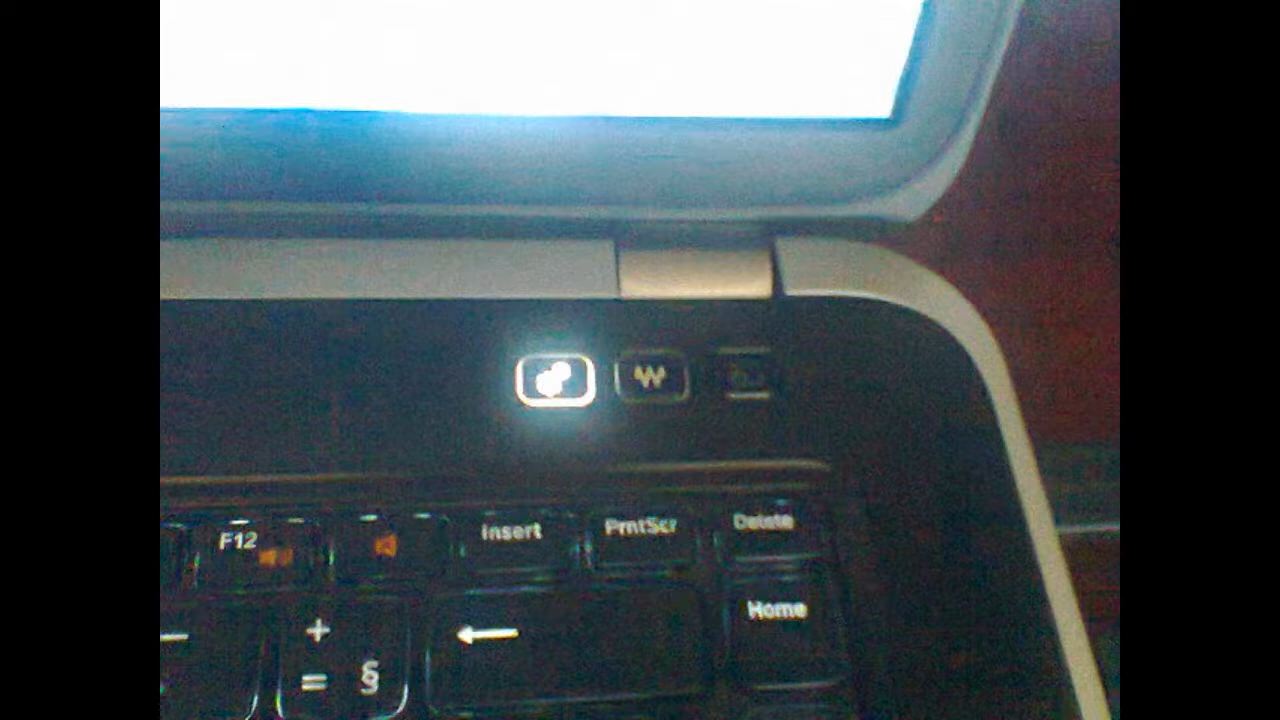 F12 Insert PrntScr Delete
Home
+
= §